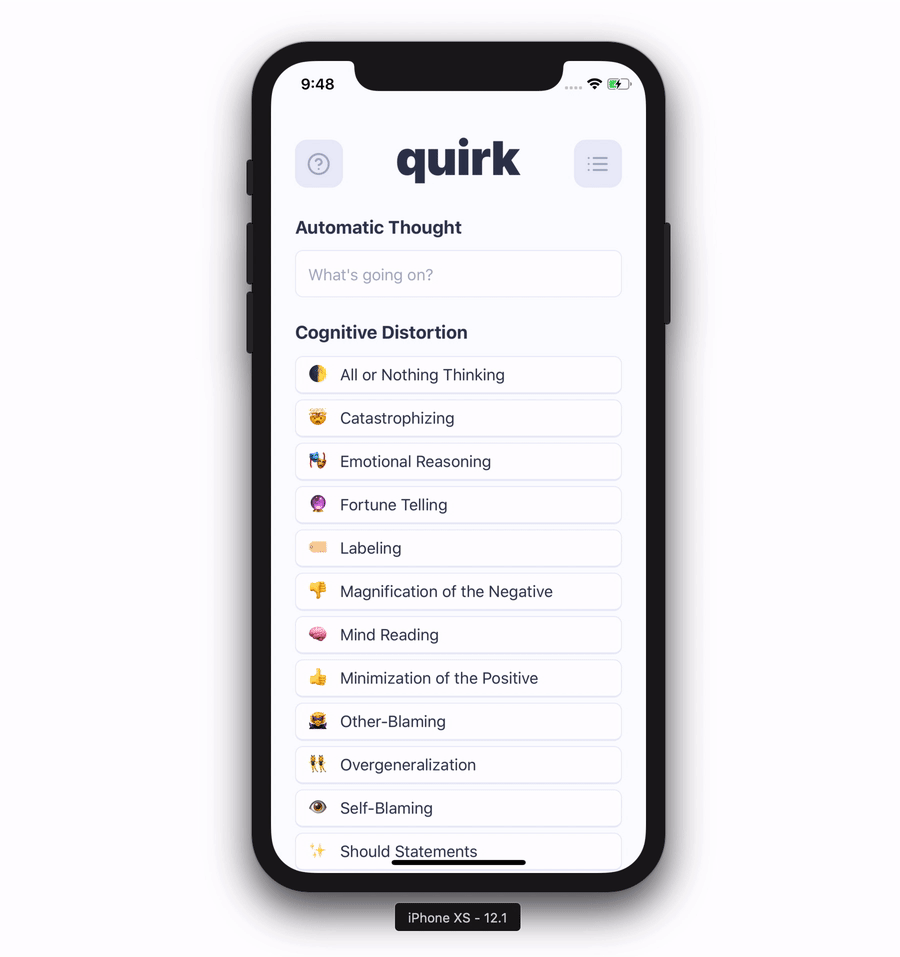 9:48
quirk
Automatic Thought
What's going on?
Cognitive Distortion
All or Nothing Thinking
Catastrophizing
Emotional Reasoning
Fortune Telling
Labeling
Magnification of the Negative
Mind Reading
Minimization of the Positive
Other-Blaming
Overgeneralization
Self-Blaming
Should Statements
iPhone XS - 12.1